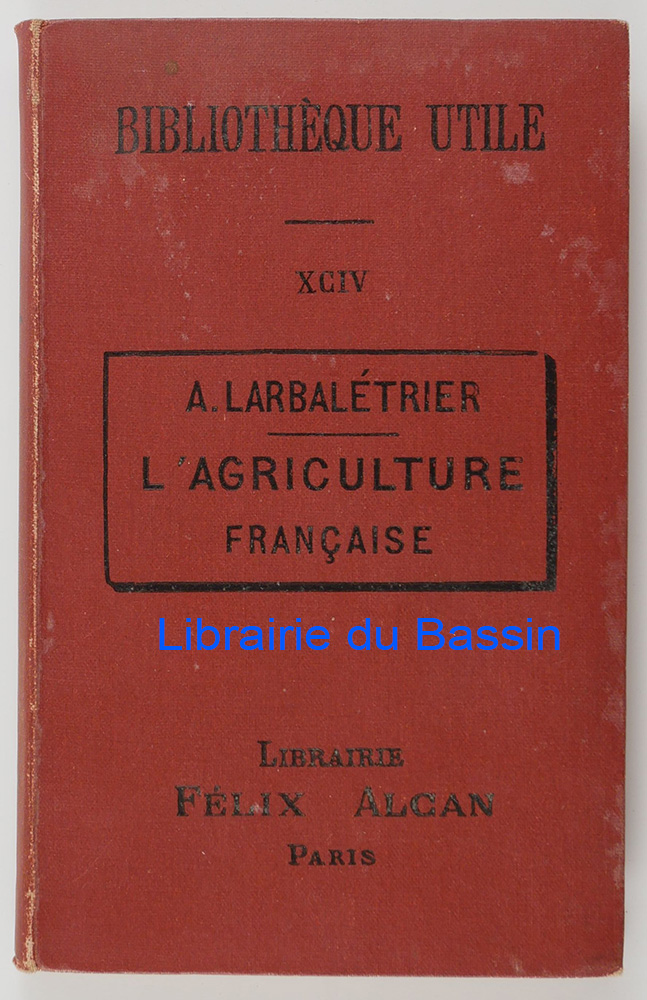 BIBLIOTHÈQUE UTILE
XCIV
A. LARBALÉTRIER
L'AGRICULTURE
FRANÇAISE
Librairie du Bassin
LIBRAIRIE
FÉLIX ALCAN
PARIS